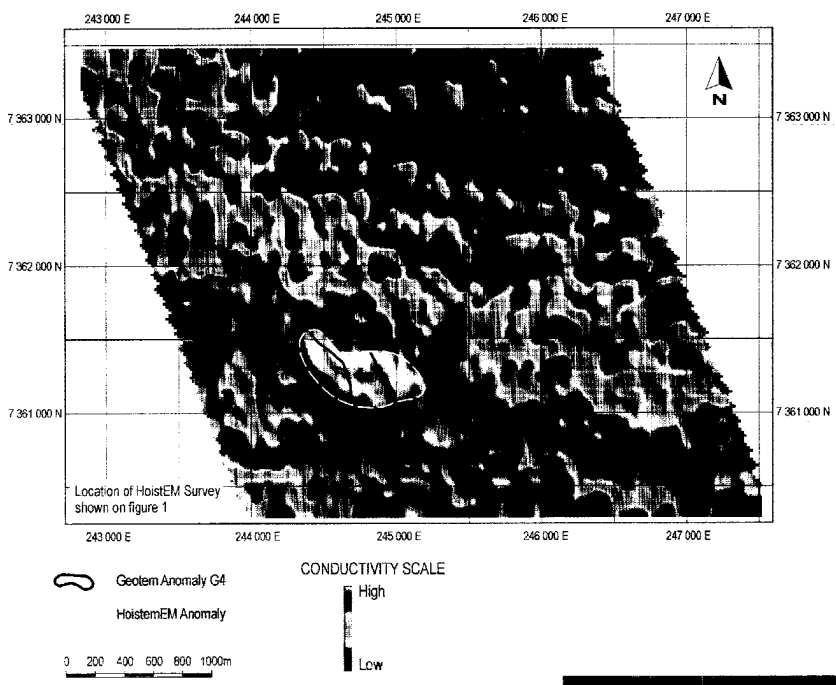 243 000 E 244 000 E 245 000 E 246 000 E 247 000 E
N
7 363 000 N 7 363 000 N
7 362 000 N 7 362 000 N
7 361 000 N 7 361 000 N
Location of HoistEM Survey
shown on figure 1
243 000 E 244 000 E 245 000 E 246 000 E 247 000 E
Geotem Anomaly G4
HoistemEM Anomaly
0 200 400 600 800 1000m
CONDUCTIVITY SCALE
High
Low